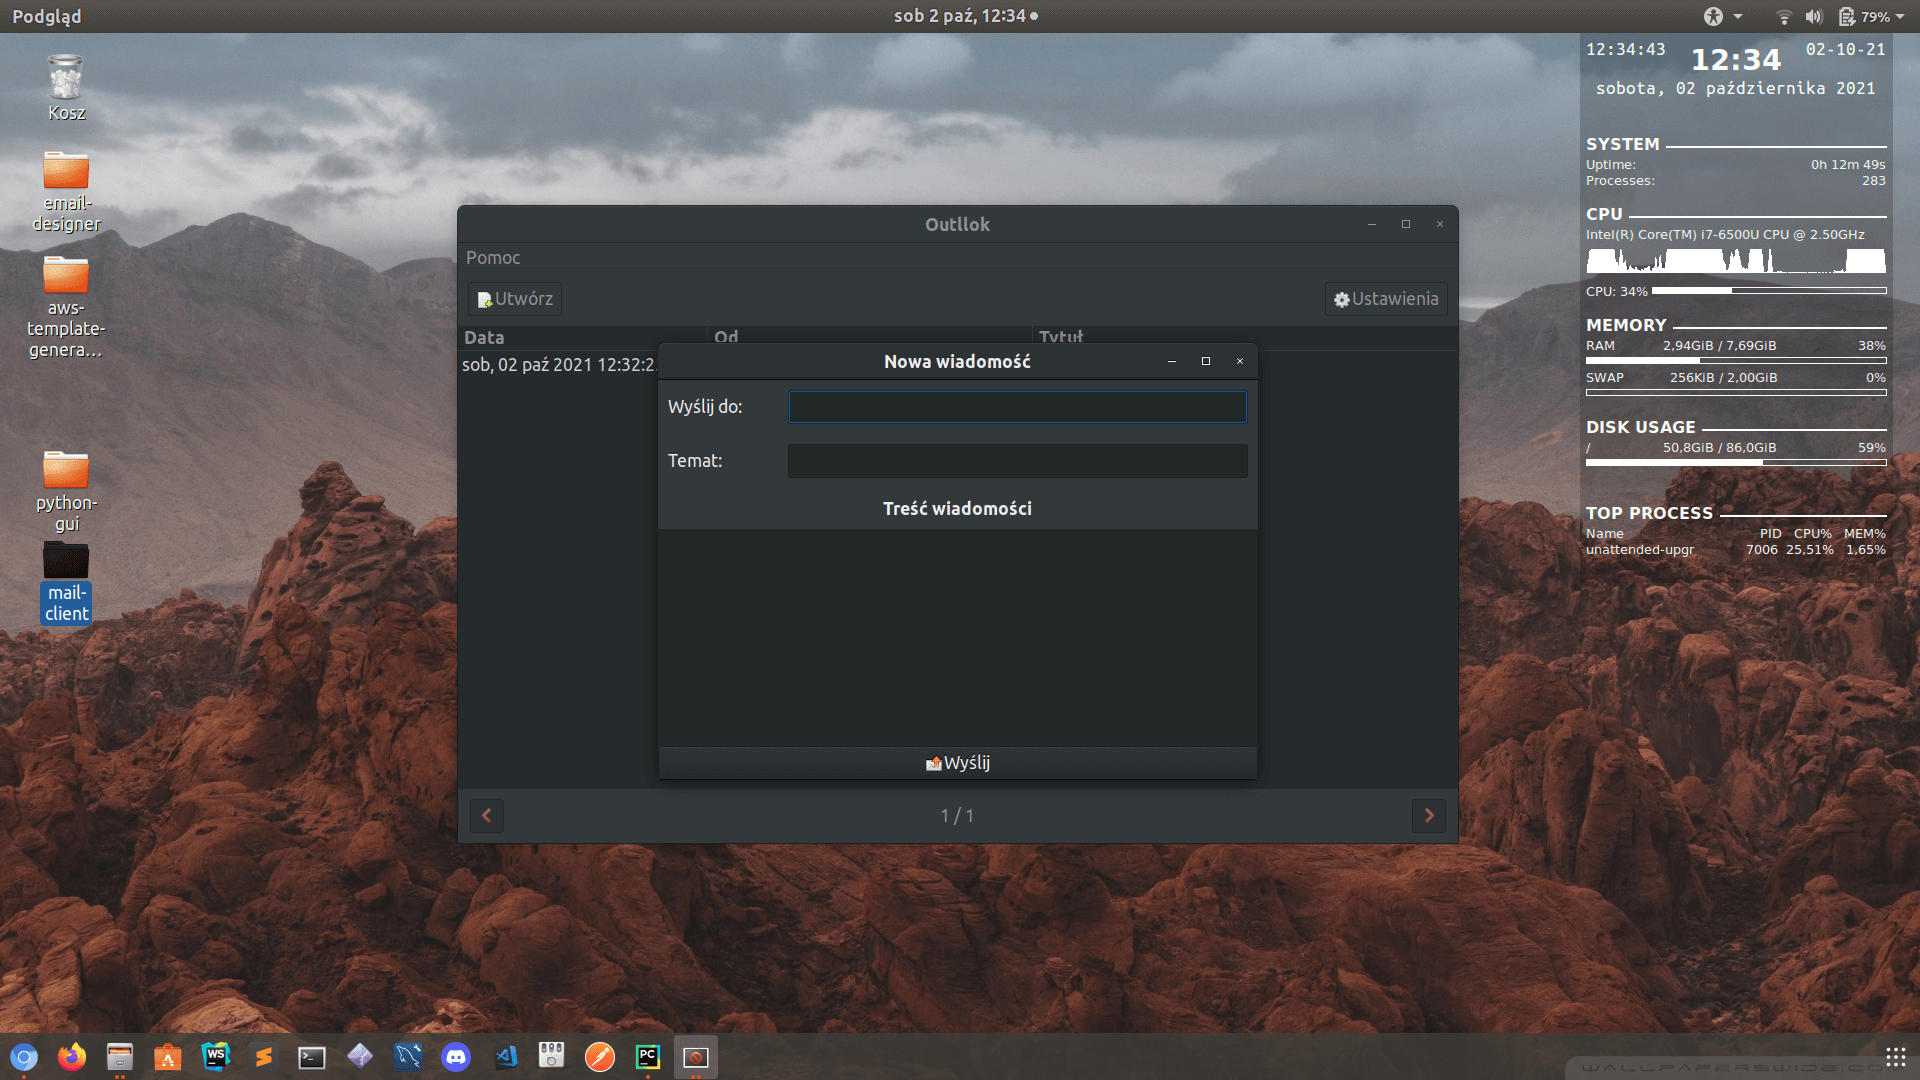 Podgląd
sob 2 paź, 12:34
79%
Kosz
email-
designer
aws-
template-
genera…
python-
gui
mail-
client
Outllok
Pomoc
Utwórz
Ustawienia
Data Od Tytuł
sob, 02 paź 2021 12:32:2
Nowa wiadomość
Wyślij do:
Temat:
Treść wiadomości
Wyślij
1 / 1
12:34:43 12:34 02-10-21
sobota, 02 października 2021
SYSTEM
Uptime: 0h 12m 49s
Processes: 283
CPU
Intel(R) Core(TM) i7-6500U CPU @ 2.50GHz
CPU: 34%
MEMORY
RAM 2,94GiB / 7,69GiB 38%
SWAP 256KiB / 2,00GiB 0%
DISK USAGE
/ 50,8GiB / 86,0GiB 59%
TOP PROCESS
Name PID CPU% MEM%
unattended-upgr 7006 25,51% 1,65%
WS
PC
WALLPAPERSWIDE.COM